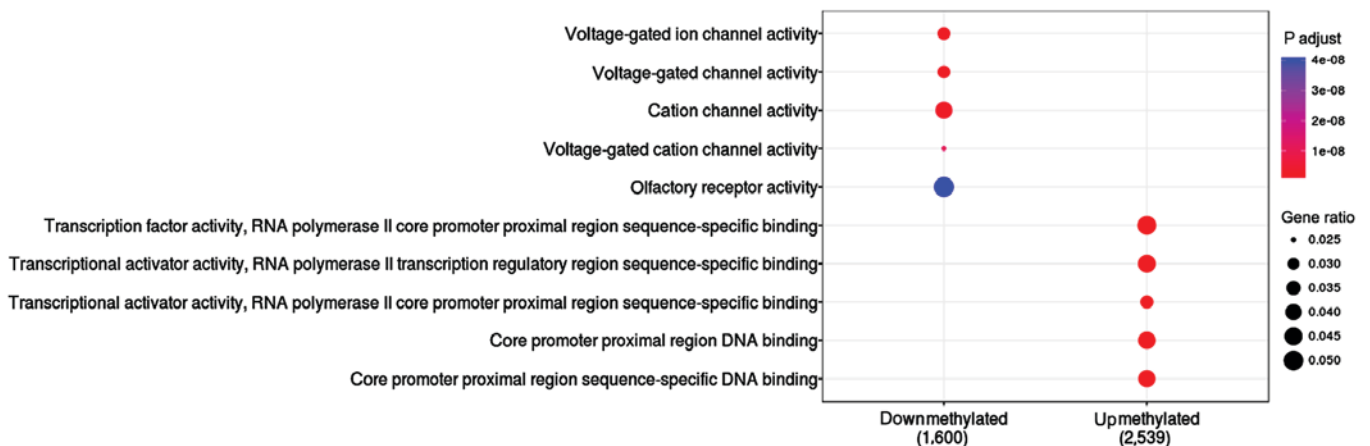 Voltage-gated ion channel activity
Voltage-gated channel activity
Cation channel activity
Voltage-gated cation channel activity
Olfactory receptor activity
Transcription factor activity, RNA polymerase II core promoter proximal region sequence-specific binding
Transcriptional activator activity, RNA polymerase II transcription regulatory region sequence-specific binding
Transcriptional activator activity, RNA polymerase II core promoter proximal region sequence-specific binding
Core promoter proximal region DNA binding
Core promoter proximal region sequence-specific DNA binding
Downmethylated
(1,600)
Upmethylated
(2,539)
P adjust
4e-08
3e-08
2e-08
1e-08
Gene ratio
0.025
0.030
0.035
0.040
0.045
0.050